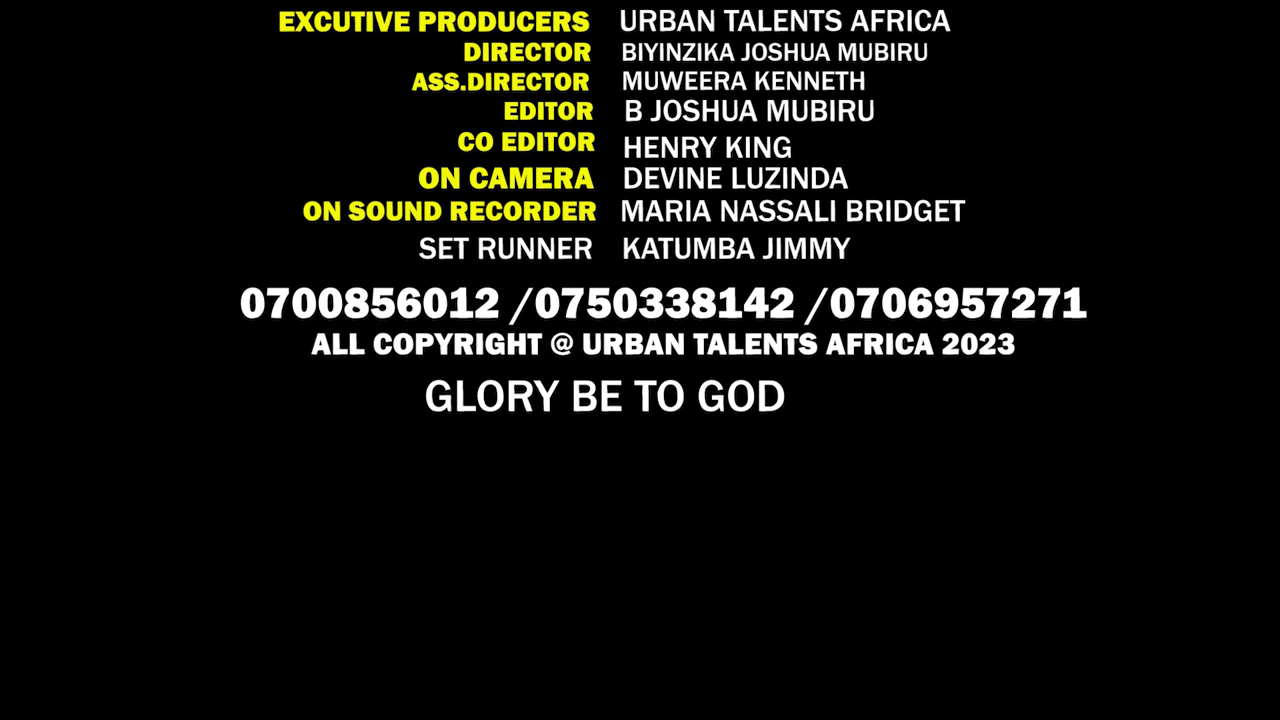 EXCUTIVE PRODUCERS URBAN TALENTS AFRICA
DIRECTOR BIYINZIKA JOSHUA MUBIRU
ASS.DIRECTOR MUWEERA KENNETH
EDITOR B JOSHUA MUBIRU
CO EDITOR HENRY KING
ON CAMERA DEVINE LUZINDA
ON SOUND RECORDER MARIA NASSALI BRIDGET
SET RUNNER KATUMBA JIMMY
0700856012 /0750338142 /0706957271
ALL COPYRIGHT @ URBAN TALENTS AFRICA 2023
GLORY BE TO GOD